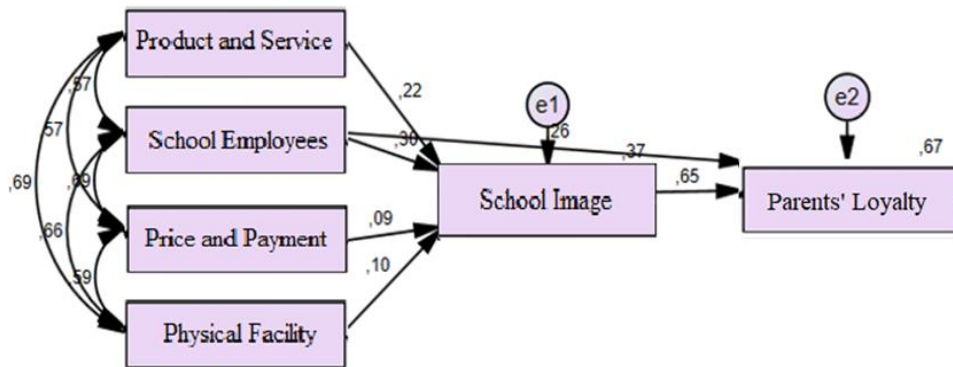 Product and Service
,57
,22
e1
e2
,57
School Employees
,30
,26
,37
,67
,69
,69
School Image
,65
Parents' Loyalty
,66
Price and Payment
,09
,59
,10
Physical Facility